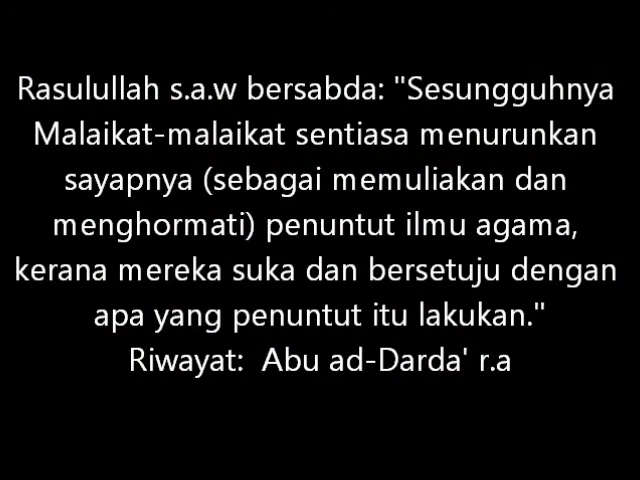 Rasulullah s.a.w bersabda: "Sesungguhnya
Malaikat-malaikat sentiasa menurunkan
sayapnya (sebagai memuliakan dan
menghormati) penuntut ilmu agama,
kerana mereka suka dan bersetuju dengan
apa yang penuntut itu lakukan."
Riwayat:  Abu ad-Darda' r.a